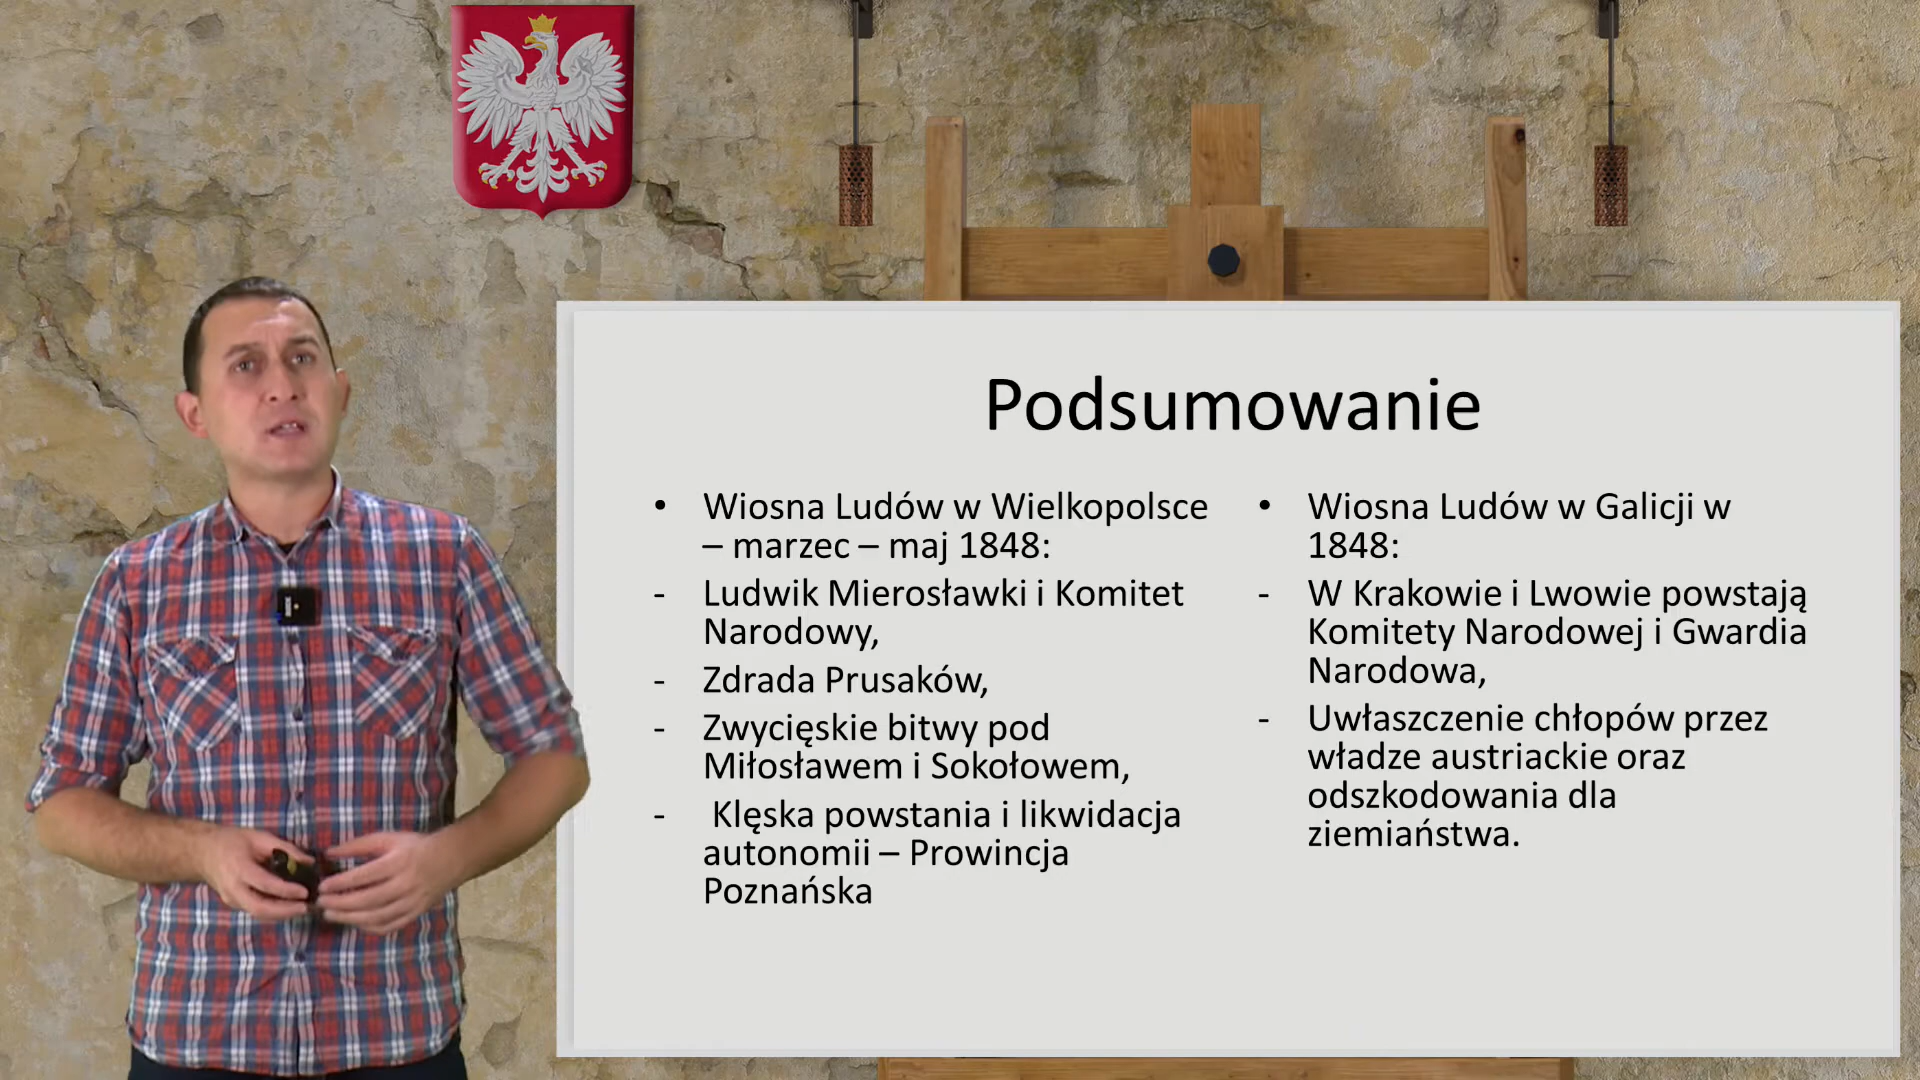 Podsumowanie
• Wiosna Ludów w Wielkopolsce
– marzec – maj 1848:
- Ludwik Mierosławki i Komitet
Narodowy,
- Zdrada Prusaków,
- Zwycięskie bitwy pod
Miłosławem i Sokołowem,
- Klęska powstania i likwidacja
autonomii – Prowincja
Poznańska
• Wiosna Ludów w Galicji w
1848:
- W Krakowie i Lwowie powstają
Komitety Narodowej i Gwardia
Narodowa,
- Uwłaszczenie chłopów przez
władze austriackie oraz
odszkodowania dla
ziemiaństwa.